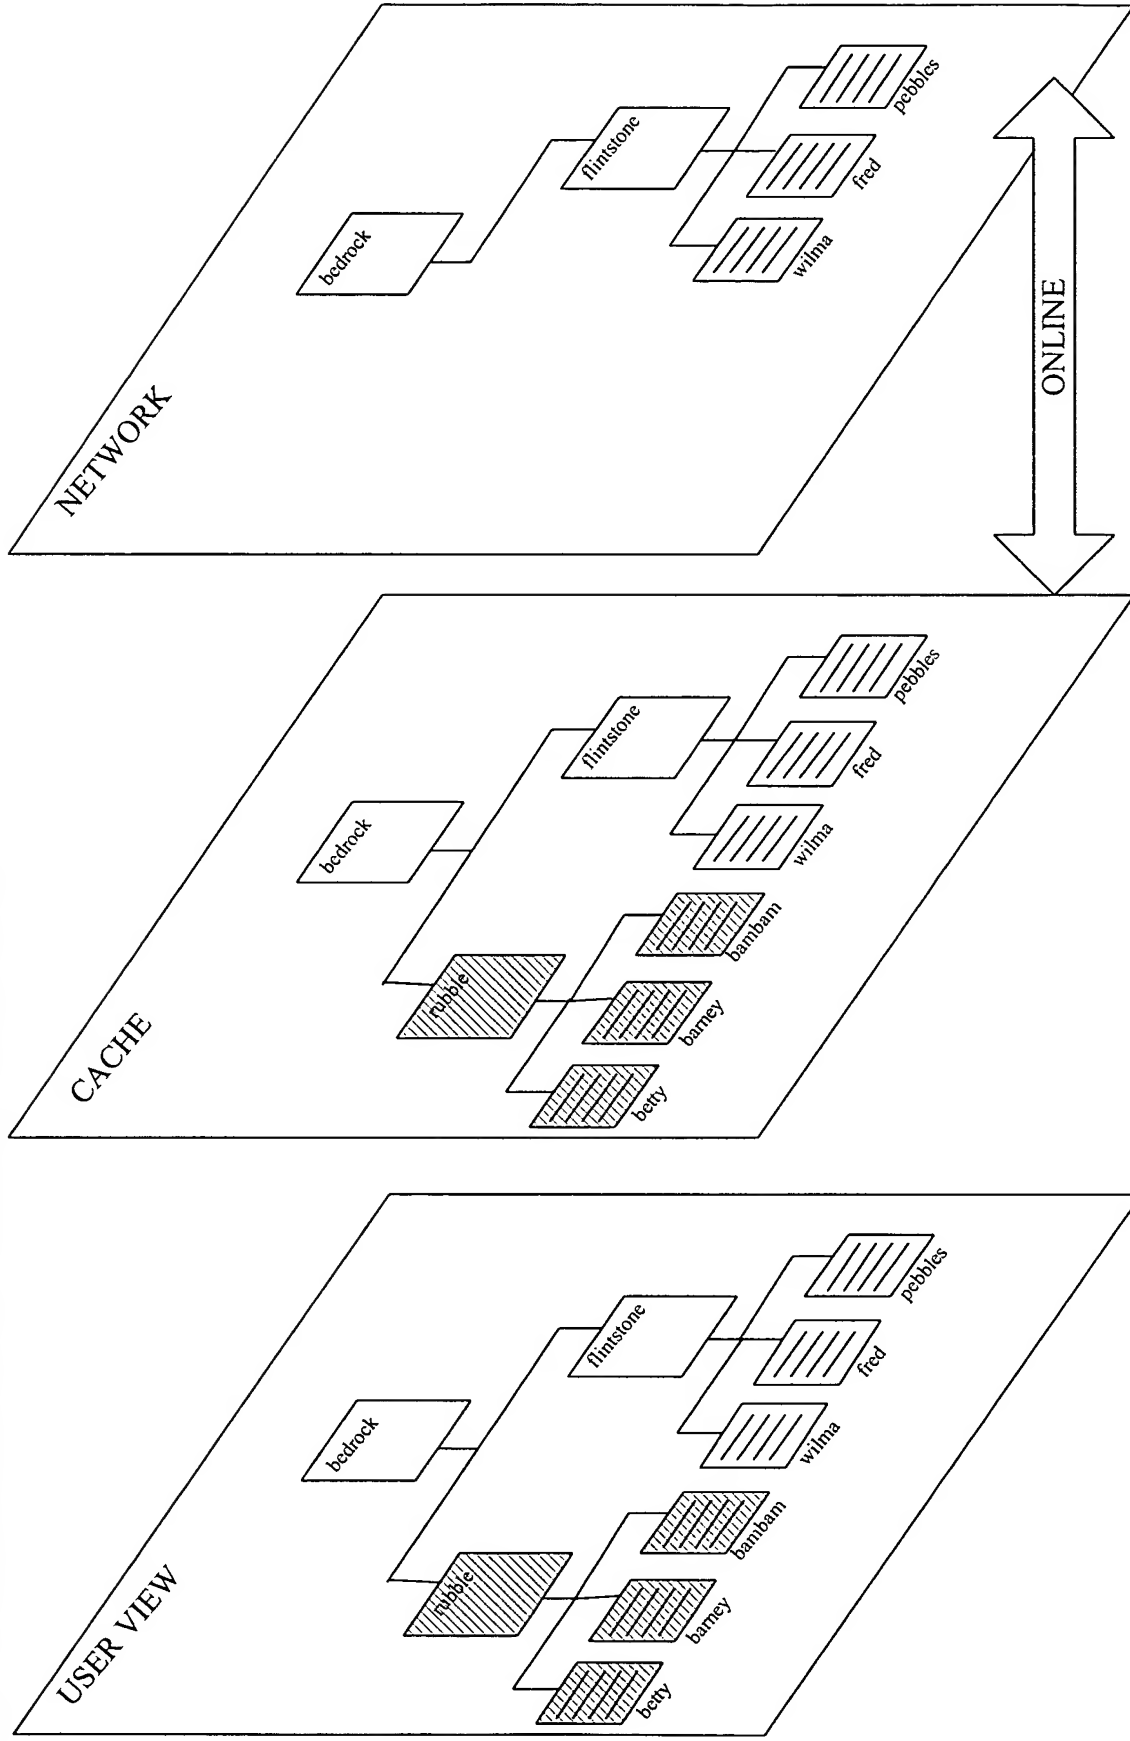 NETWORK
bedrock
flintstone
wilma
fred
pebbles
ONLINE
CACHE
bedrock
rubble
flintstone
betty
barney
bambam
wilma
fred
pebbles
USER VIEW
bedrock
rubble
flintstone
betty
barney
bambam
wilma
fred
pebbles